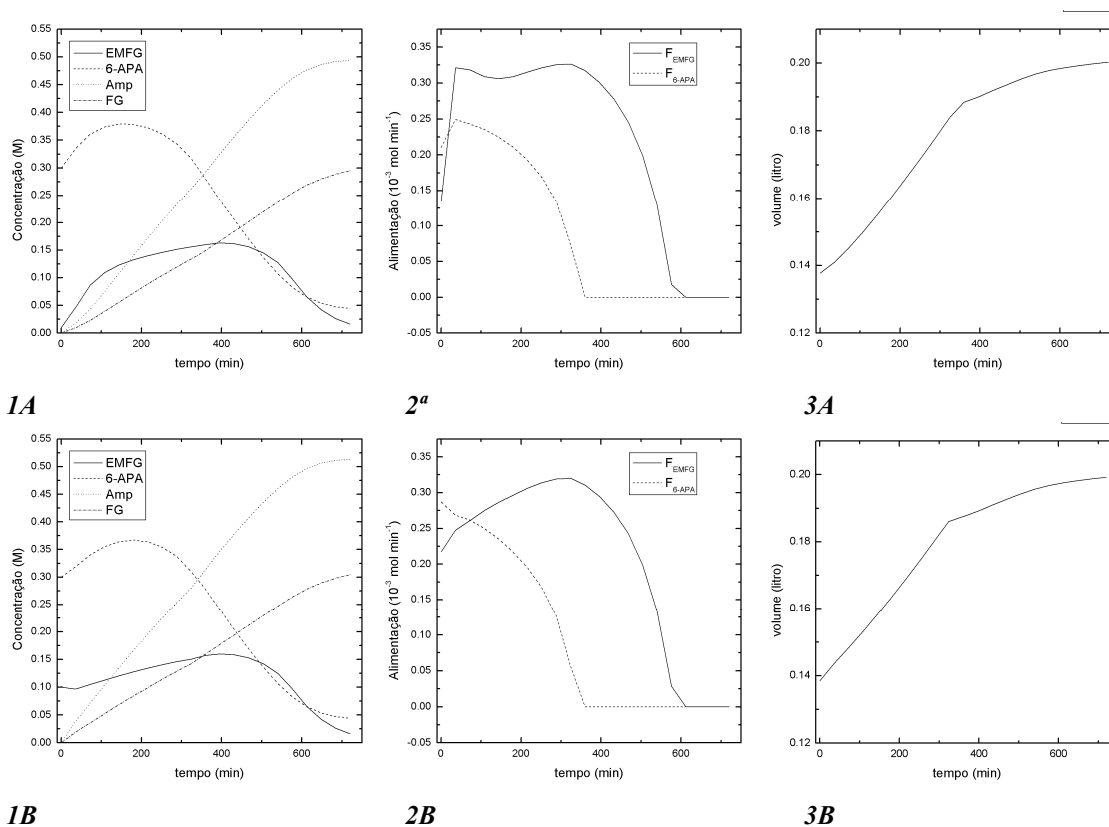 EMFG
6-APA
Amp
FG
Concentração (M)
0.55
0.50
0.45
0.40
0.35
0.30
0.25
0.20
0.15
0.10
0.05
0.00
0 200 400 600
tempo (min)
F EMFG
F 6-APA
Alimentação (10⁻³ mol min⁻¹)
0.35
0.30
0.25
0.20
0.15
0.10
0.05
0.00
-0.05
0 200 400 600
tempo (min)
volume (litro)
0.20
0.18
0.16
0.14
0.12
0 200 400 600
tempo (min)
1A 2ª 3A
EMFG
6-APA
Amp
FG
Concentração (M)
0.55
0.50
0.45
0.40
0.35
0.30
0.25
0.20
0.15
0.10
0.05
0.00
0 200 400 600
tempo (min)
F EMFG
F 6-APA
Alimentação (10⁻³ mol min⁻¹)
0.35
0.30
0.25
0.20
0.15
0.10
0.05
0.00
-0.05
0 200 400 600
tempo (min)
volume (litro)
0.20
0.18
0.16
0.14
0.12
0 200 400 600
tempo (min)
1B 2B 3B